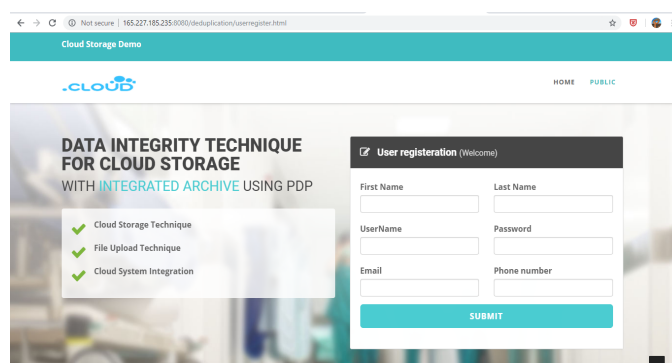 Not secure | 165.227.185.235:8080/deduplication/userregister.html
Cloud Storage Demo
.CLOUD
HOME PUBLIC
DATA INTEGRITY TECHNIQUE
FOR CLOUD STORAGE
WITH INTEGRATED ARCHIVE USING PDP
Cloud Storage Technique
File Upload Technique
Cloud System Integration
User registeration (Welcome)
First Name Last Name
UserName Password
Email Phone number
SUBMIT